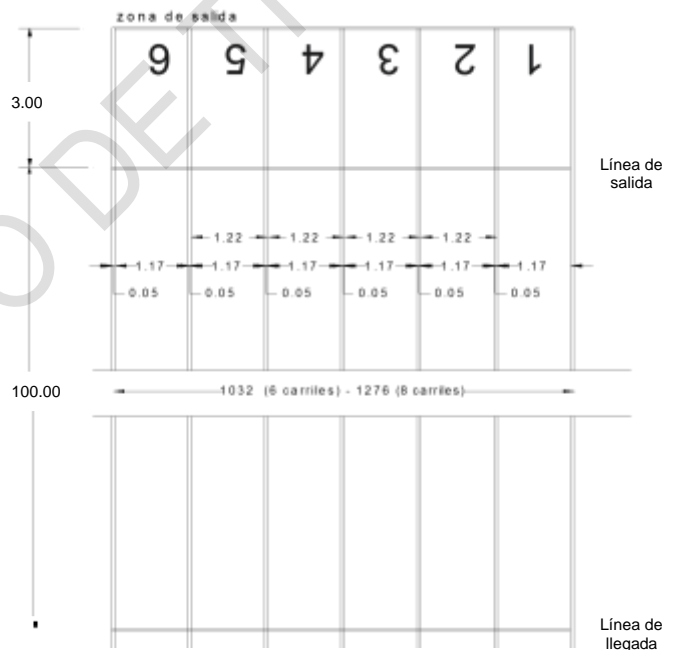 zona de salida
6 5 4 3 2 1
3.00
Línea de
salida
1.22 1.22 1.22 1.22
1.17 1.17 1.17 1.17 1.17 1.17
0.05 0.05 0.05 0.05 0.05 0.05
100.00
1032 (6 carriles) - 1276 (8 carriles)
Línea de
llegada
O DE T